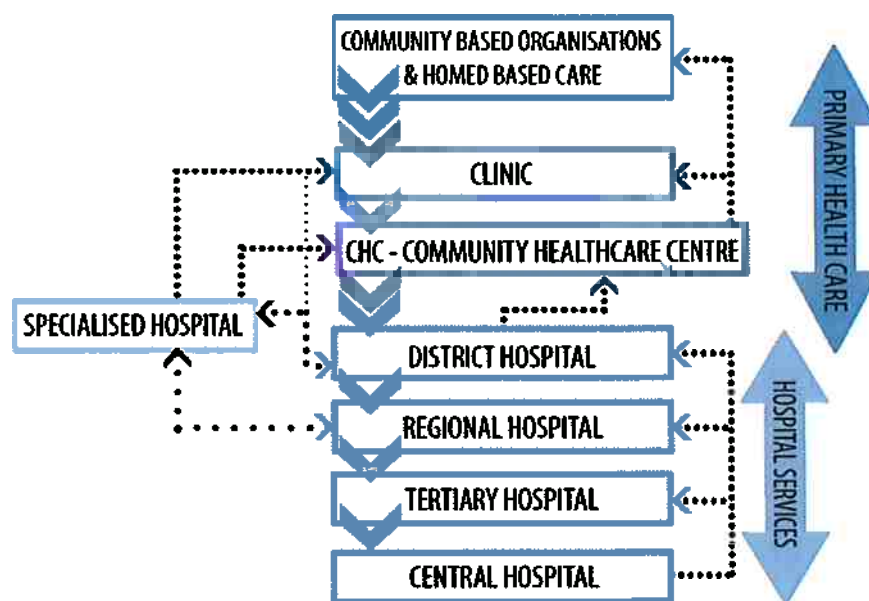 COMMUNITY BASED ORGANISATIONS
& HOMED BASED CARE
CLINIC
CHC - COMMUNITY HEALTHCARE CENTRE
SPECIALISED HOSPITAL
DISTRICT HOSPITAL
REGIONAL HOSPITAL
TERTIARY HOSPITAL
CENTRAL HOSPITAL
PRIMARY HEALTH CARE
HOSPITAL SERVICES